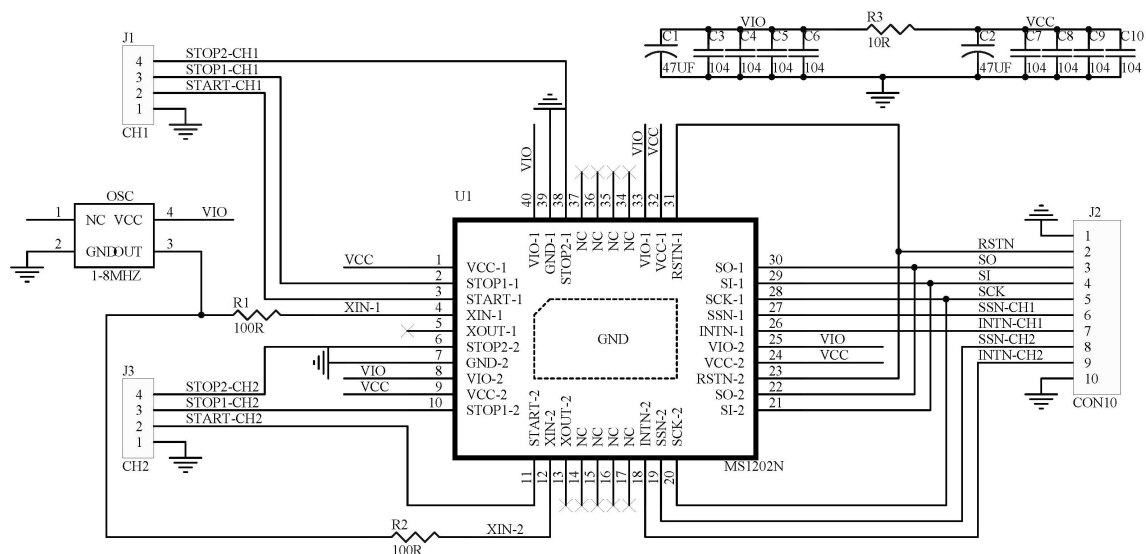 VIO
R3
10R
VCC
C1
47UF
C3
104
C4
104
C5
104
C6
104
C2
47UF
C7
104
C8
104
C9
104
C10
104
J1
4
3
2
1
CH1
STOP2-CH1
STOP1-CH1
START-CH1
OSC
1
NC VCC
4
VIO
2
GND OUT
3
1-8MHZ
R1
100R
XIN-1
J3
4
3
2
1
CH2
STOP2-CH2
STOP1-CH2
START-CH2
R2
100R
XIN-2
U1
MS1202N
GND
VCC
1 VCC-1
2 STOP1-1
3 START-1
4 XIN-1
5 XOUT-1
6 STOP2-2
7 GND-2
VIO
8 VIO-2
VCC
9 VCC-2
10 STOP1-2
11 START-2
12 XIN-2
13 XOUT-2
14 NC
15 NC
16 NC
17 NC
18 INTN-2
19 SSN-2
20 SCK-2
SI-2 21
SO-2 22
RSTN-2 23
VCC-2 24
VCC
VIO-2 25
VIO
INTN-1 26
SSN-1 27
SCK-1 28
SI-1 29
SO-1 30
RSTN-1 31
VCC-1 32
VCC
VIO-1 33
VIO
NC 34
NC 35
NC 36
NC 37
STOP2-1 38
GND-1 39
VIO-1 40
VIO
J2
1
RSTN 2
SO 3
SI 4
SCK 5
SSN-CH1 6
INTN-CH1 7
SSN-CH2 8
INTN-CH2 9
10
CON10